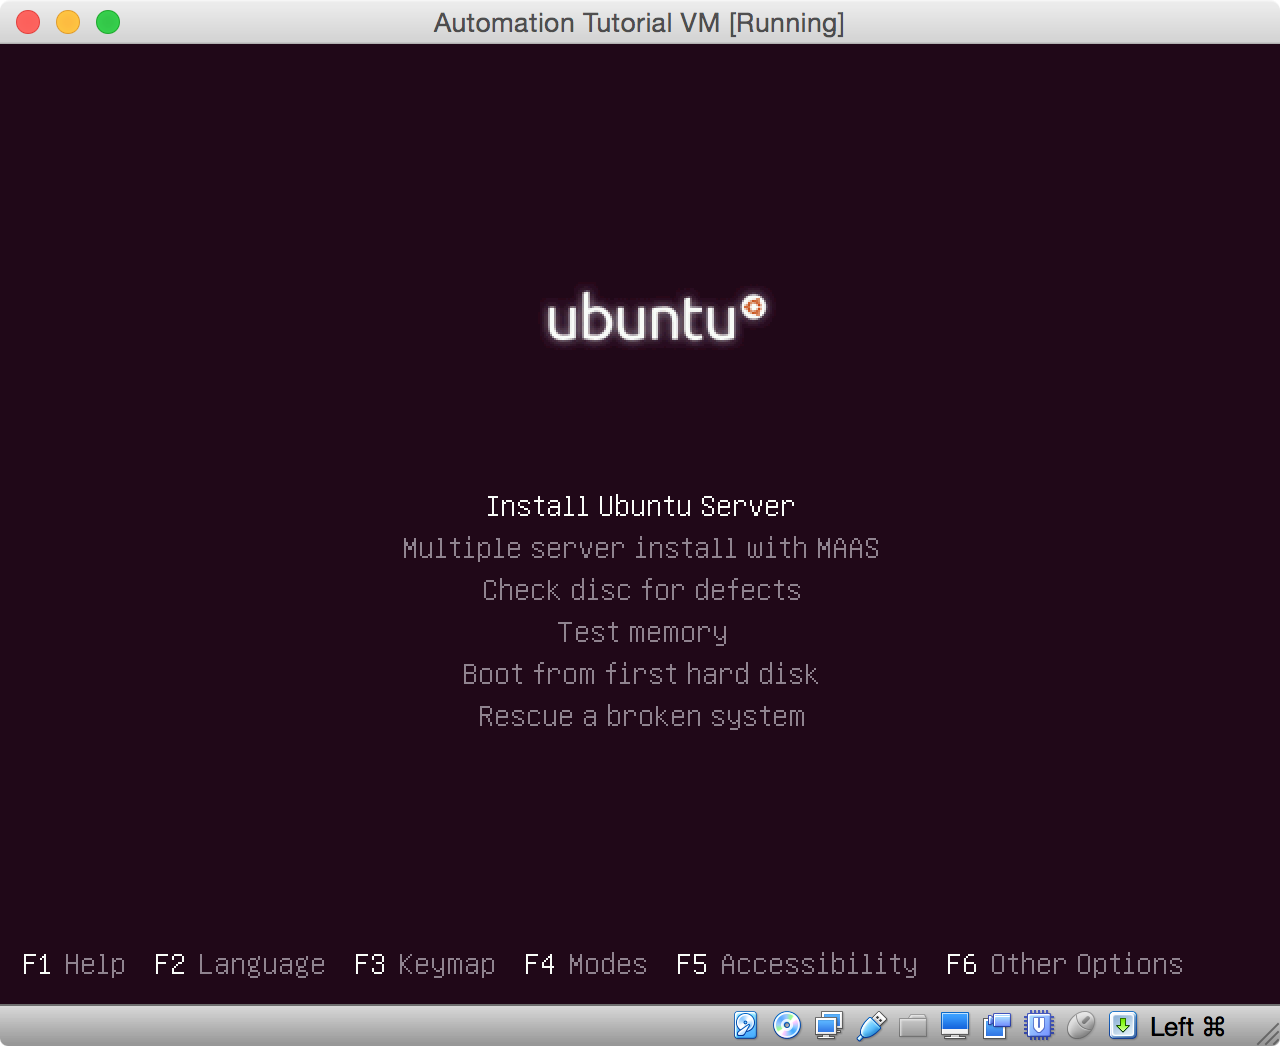 Automation Tutorial VM [Running]
ubuntu
Install Ubuntu Server
Multiple server install with MAAS
Check disc for defects
Test memory
Boot from first hard disk
Rescue a broken system
F1 Help F2 Language F3 Keymap F4 Modes F5 Accessibility F6 Other Options
Left ⌘